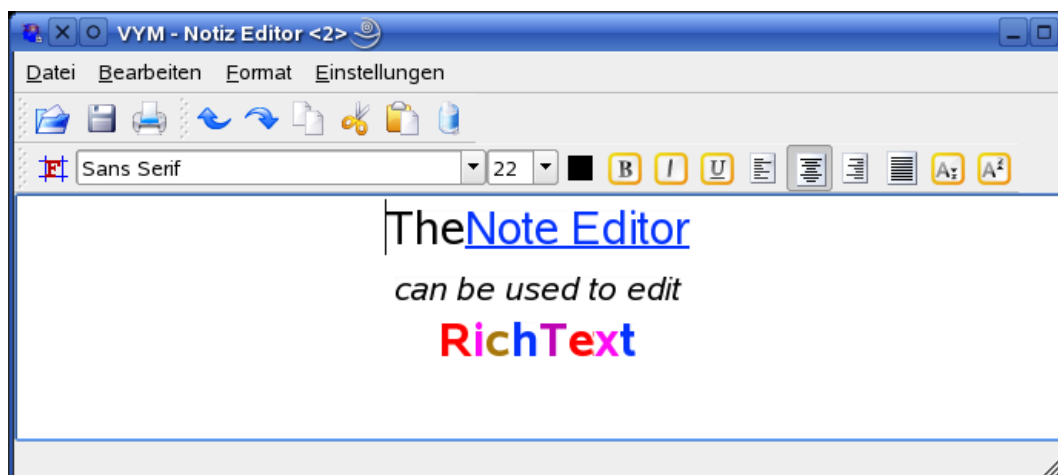 VYM - Notiz Editor <2>
Datei Bearbeiten Format Einstellungen
Sans Serif 22 B I U A A
TheNote Editor
can be used to edit
RichText